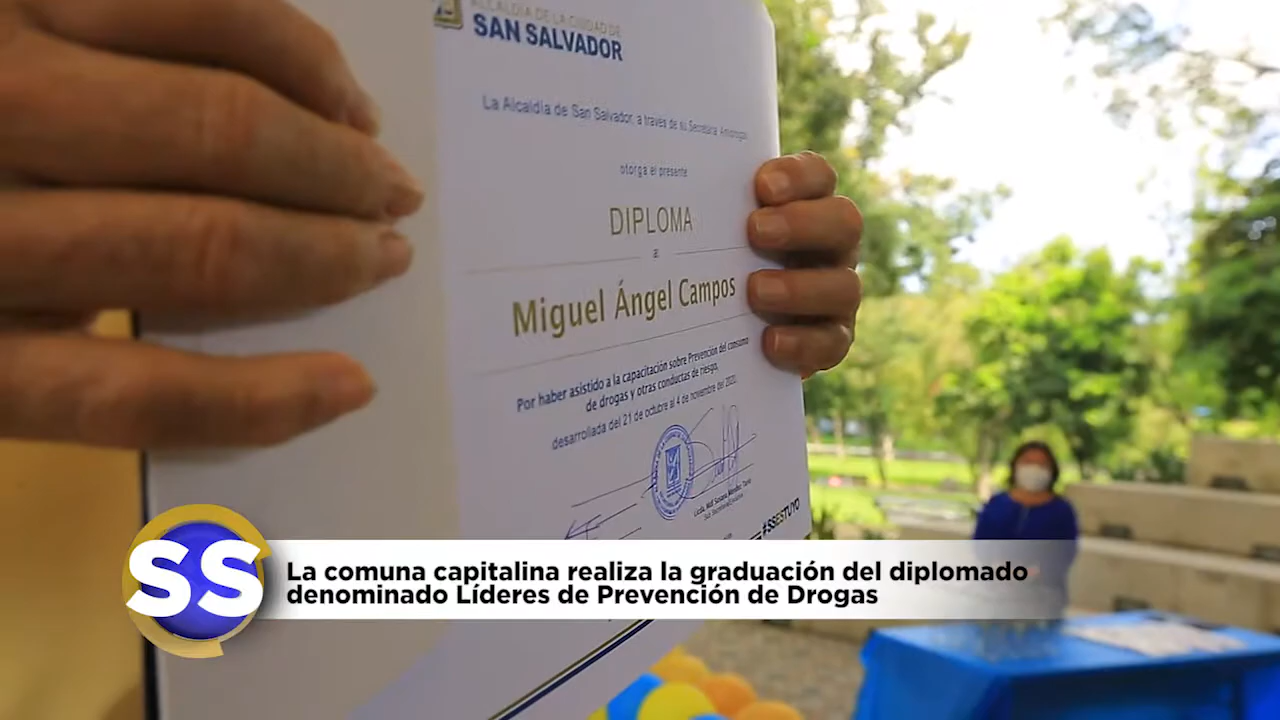 ALCALDÍA DE LA CIUDAD DE
SAN SALVADOR
La Alcaldía de San Salvador, a través de su Secretaría Antidrogas
otorga el presente
DIPLOMA
a:
Miguel Ángel Campos
Por haber asistido a la capacitación sobre Prevención del consumo
de drogas y otras conductas de riesgo,
desarrollada del 21 de octubre al 4 de noviembre del 2020.
#SSESTUYO
SS
La comuna capitalina realiza la graduación del diplomado
denominado Líderes de Prevención de Drogas